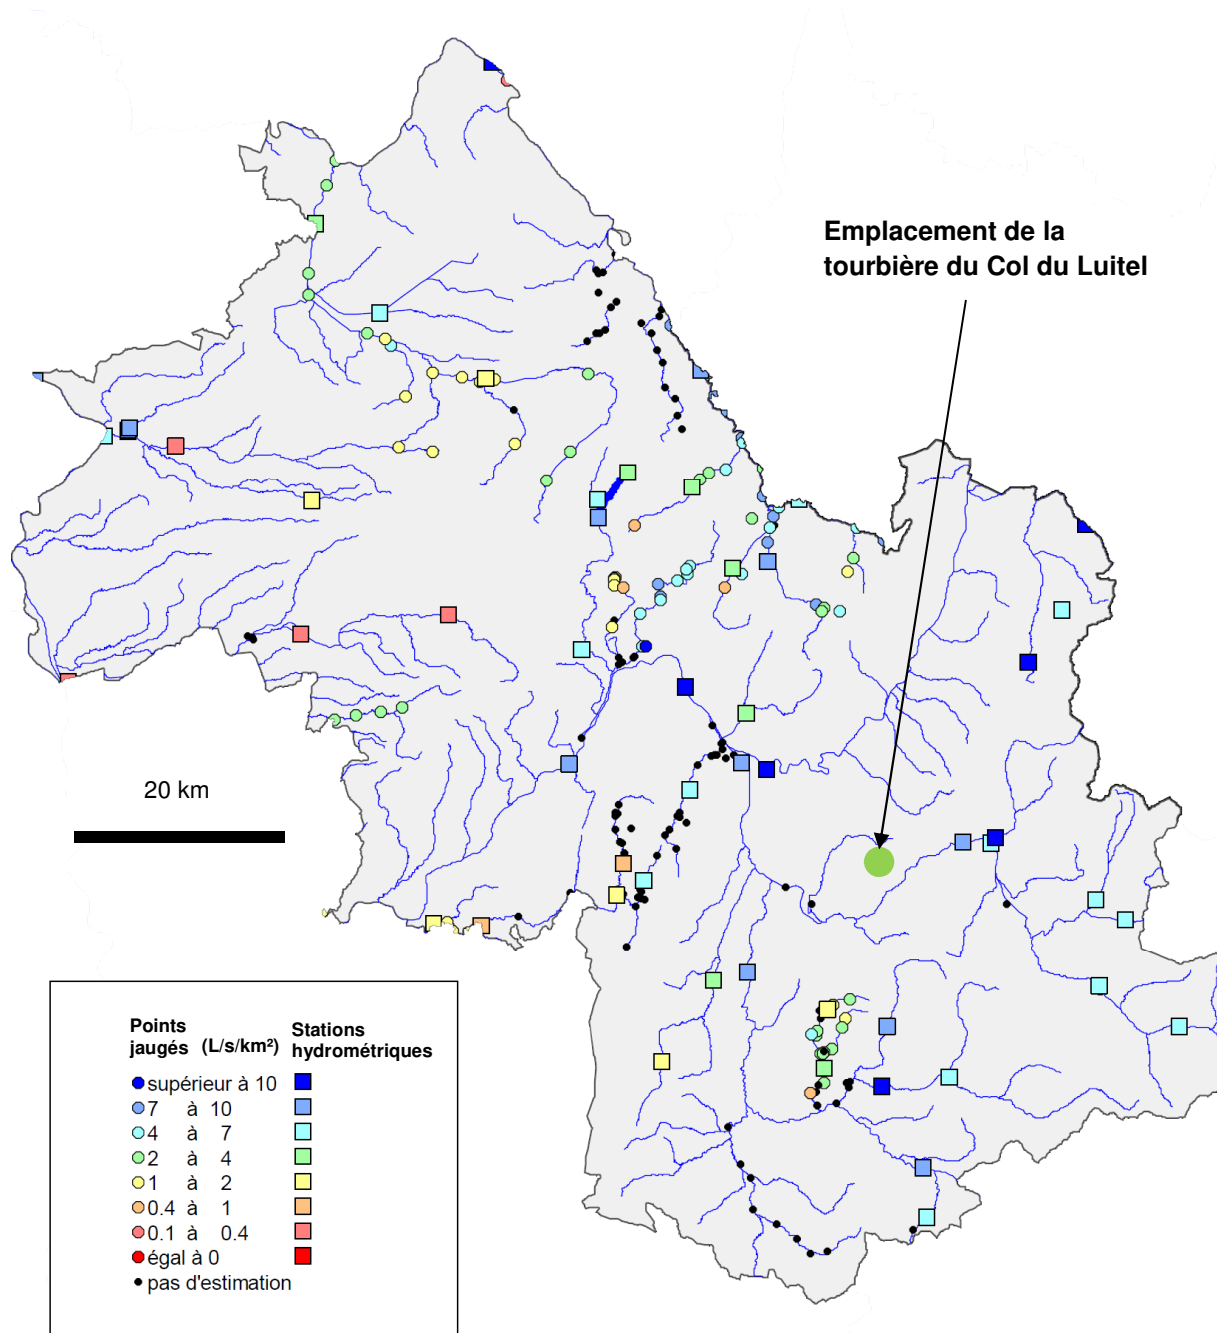 Emplacement de la
tourbière du Col du Luitel
20 km
Points jaugés (L/s/km²) Stations hydrométriques
supérieur à 10
7 à 10
4 à 7
2 à 4
1 à 2
0.4 à 1
0.1 à 0.4
égal à 0
pas d'estimation